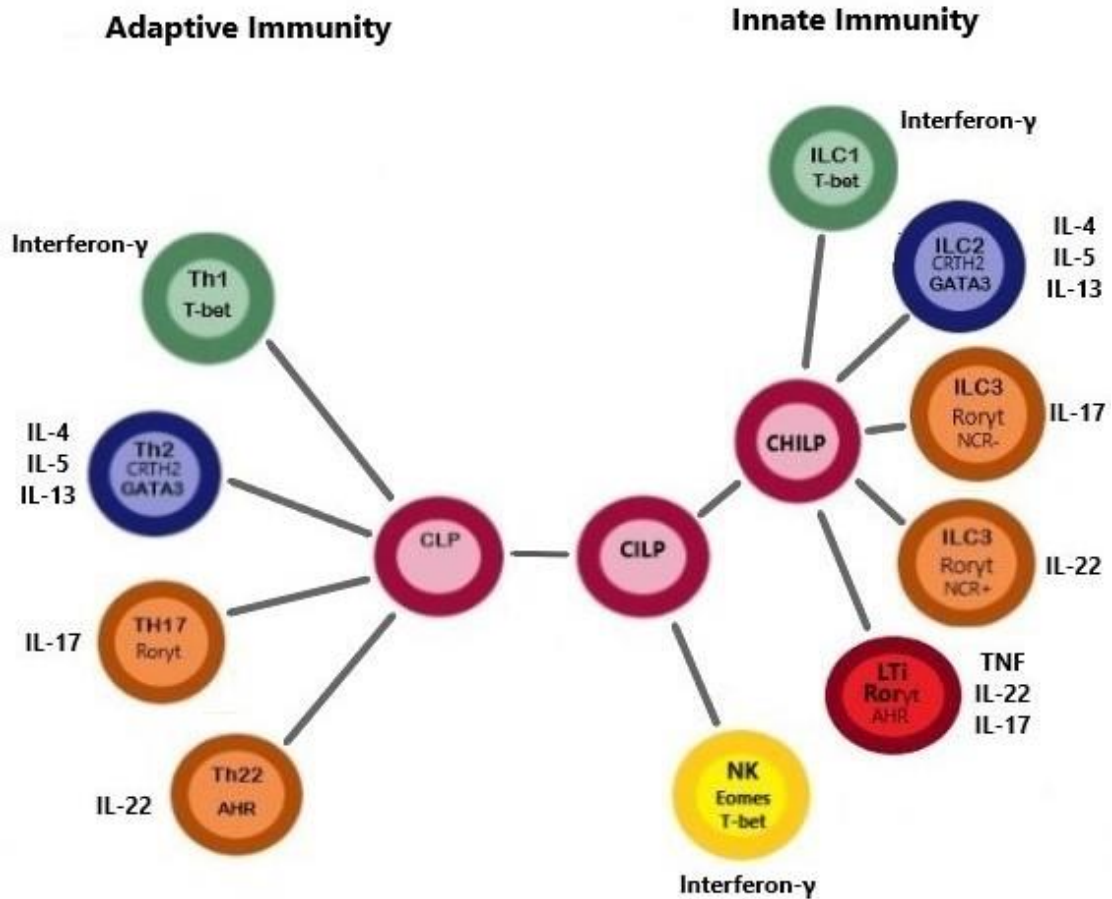 Adaptive Immunity
Innate Immunity
Interferon-γ
Th1
T-bet
IL-4
IL-5
IL-13
Th2
CRTH2
GATA3
IL-17
TH17
Rorγt
IL-22
Th22
AHR
CLP
CILP
CHILP
ILC1
T-bet
Interferon-γ
ILC2
CRTH2
GATA3
IL-4
IL-5
IL-13
ILC3
Rorγt
NCR-
IL-17
ILC3
Rorγt
NCR+
IL-22
LTi
Rorγt
AHR
TNF
IL-22
IL-17
NK
Eomes
T-bet
Interferon-γ